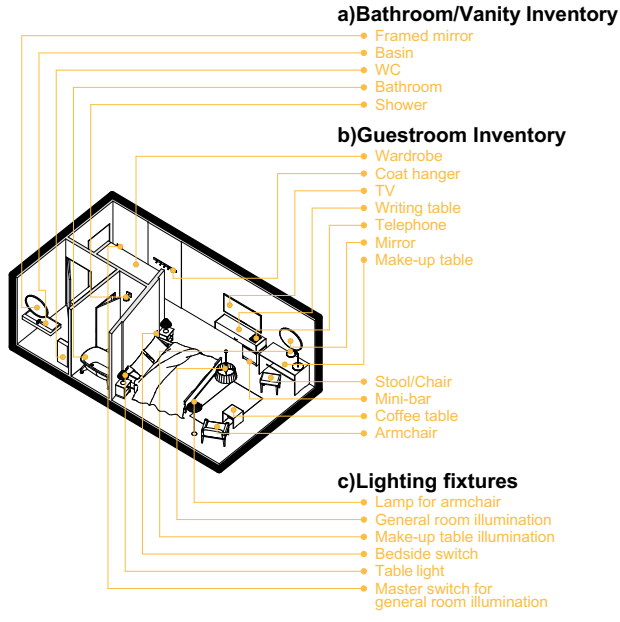 a)Bathroom/Vanity Inventory
Framed mirror
Basin
WC
Bathroom
Shower
b)Guestroom Inventory
Wardrobe
Coat hanger
TV
Writing table
Telephone
Mirror
Make-up table
Stool/Chair
Mini-bar
Coffee table
Armchair
c)Lighting fixtures
Lamp for armchair
General room illumination
Make-up table illumination
Bedside switch
Table light
Master switch for
general room illumination